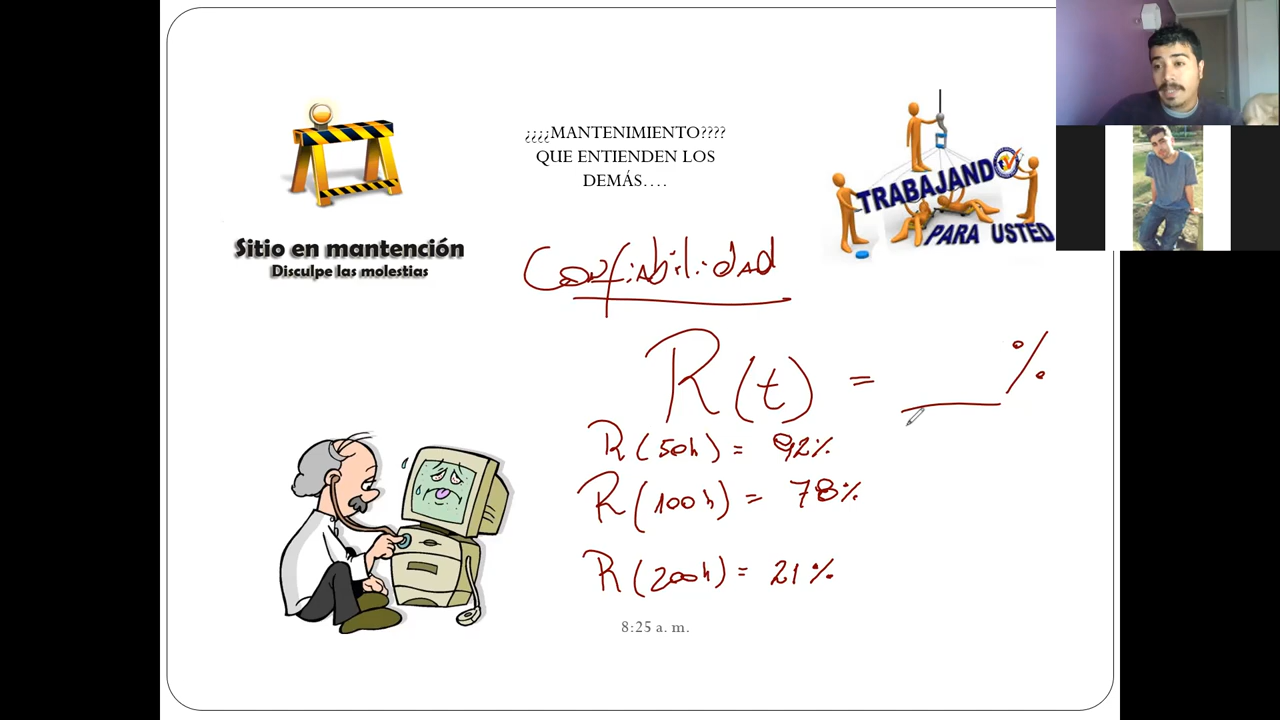 ¿¿¿¿MANTENIMIENTO????
QUE ENTIENDEN LOS
DEMÁS….
TRABAJANDO
PARA USTED
Sitio en mantención
Disculpe las molestias
Confiabilidad
R(t) = ___ %
R(50h) = 92%
R(100h) = 78%
R(200h) = 21%
8:25 a. m.